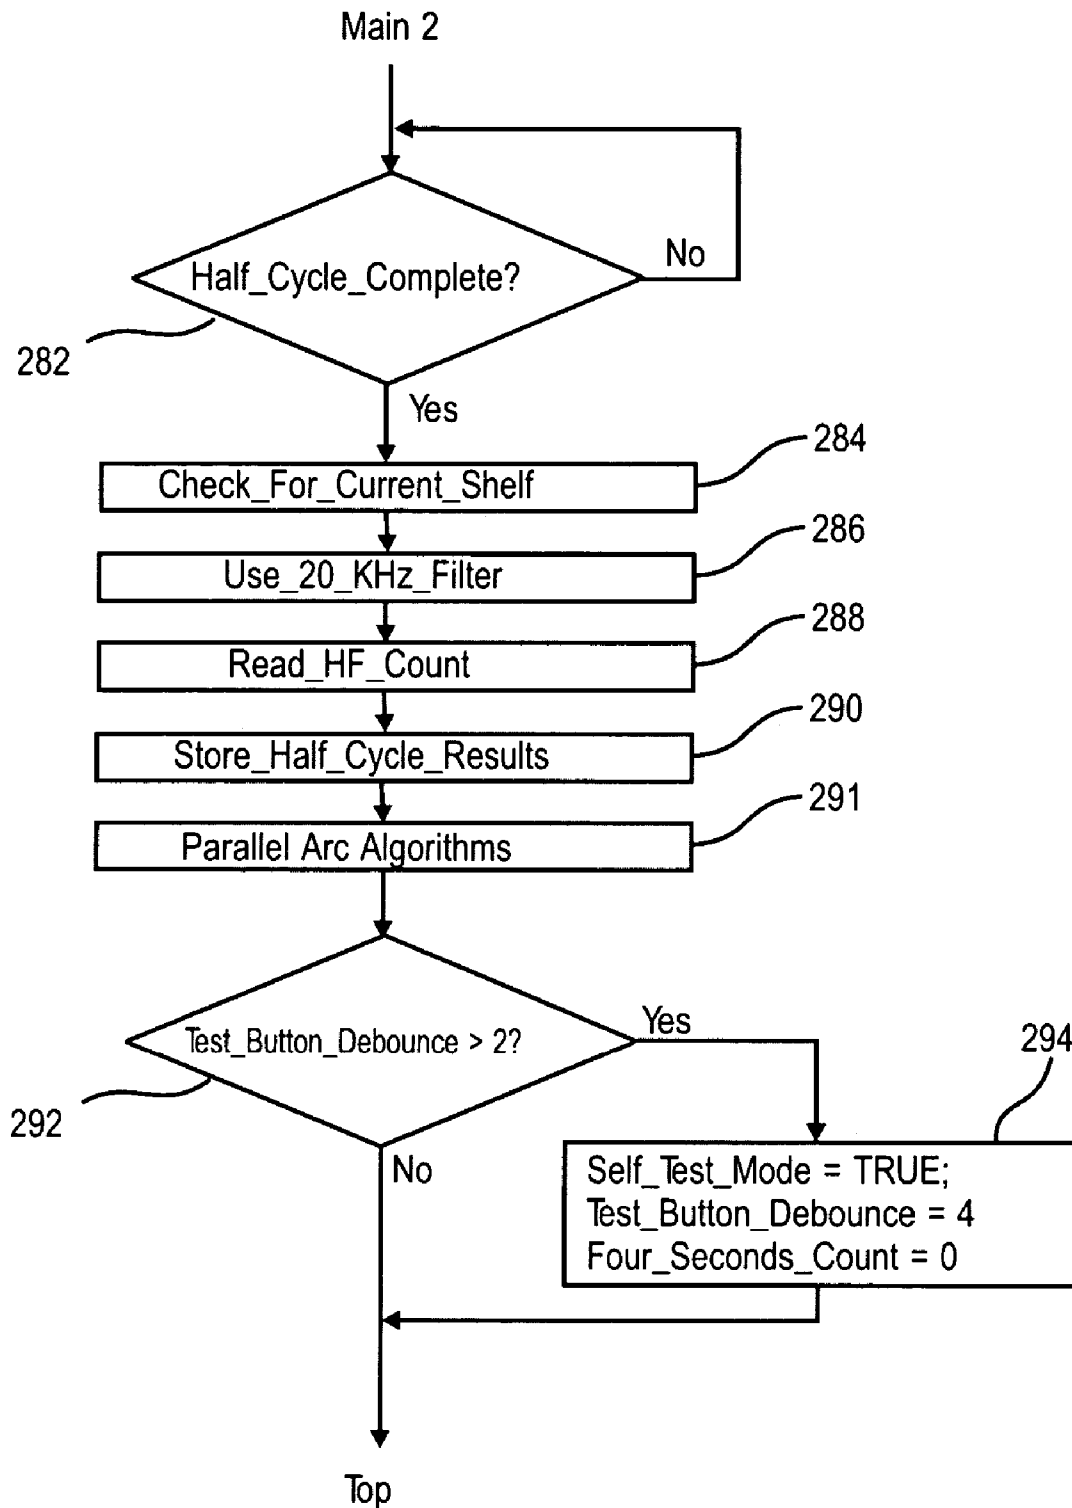 Main 2
Half_Cycle_Complete?
No
282
Yes
284
Check_For_Current_Shelf
286
Use_20_KHz_Filter
288
Read_HF_Count
290
Store_Half_Cycle_Results
291
Parallel Arc Algorithms
Test_Button_Debounce > 2?
Yes
292
294
No
Self_Test_Mode = TRUE;
Test_Button_Debounce = 4
Four_Seconds_Count = 0
Top